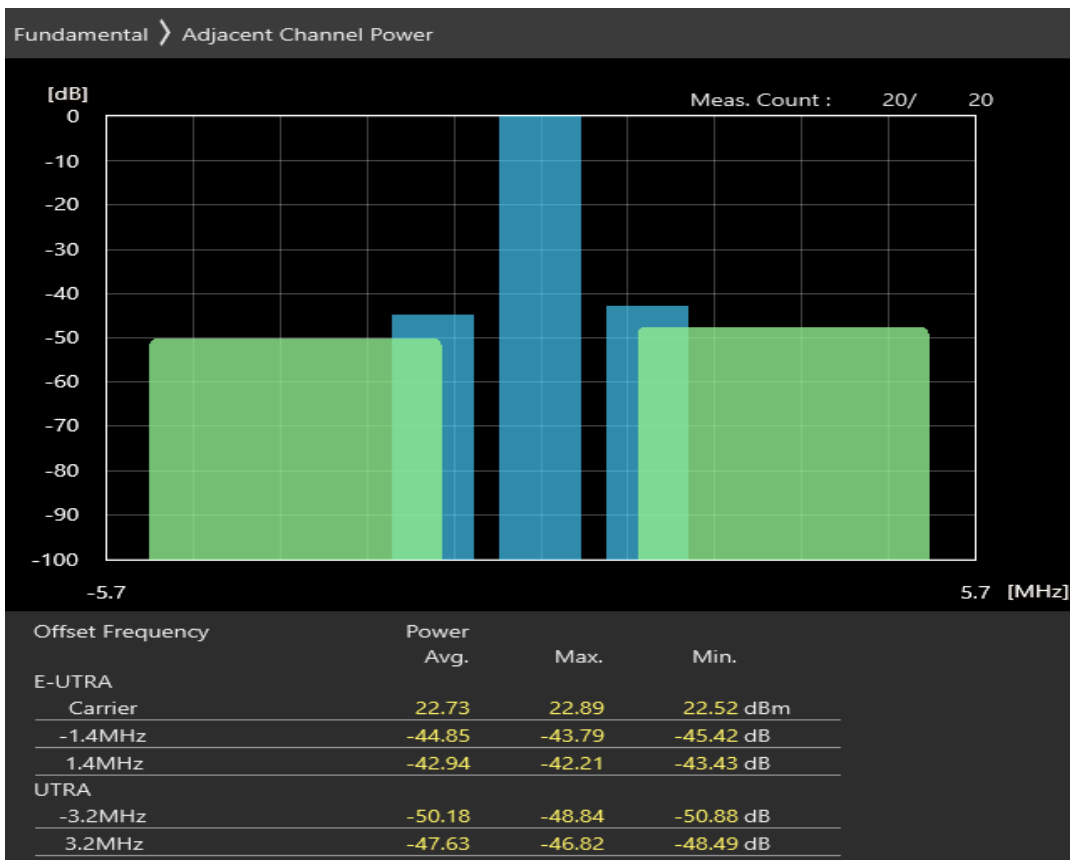 Fundamental 〉 Adjacent Channel Power
[dB]
Meas. Count : 20/ 20
0
-10
-20
-30
-40
-50
-60
-70
-80
-90
-100
-5.7 5.7 [MHz]
Offset Frequency Power
Avg. Max. Min.
E-UTRA
Carrier 22.73 22.89 22.52 dBm
-1.4MHz -44.85 -43.79 -45.42 dB
1.4MHz -42.94 -42.21 -43.43 dB
UTRA
-3.2MHz -50.18 -48.84 -50.88 dB
3.2MHz -47.63 -46.82 -48.49 dB